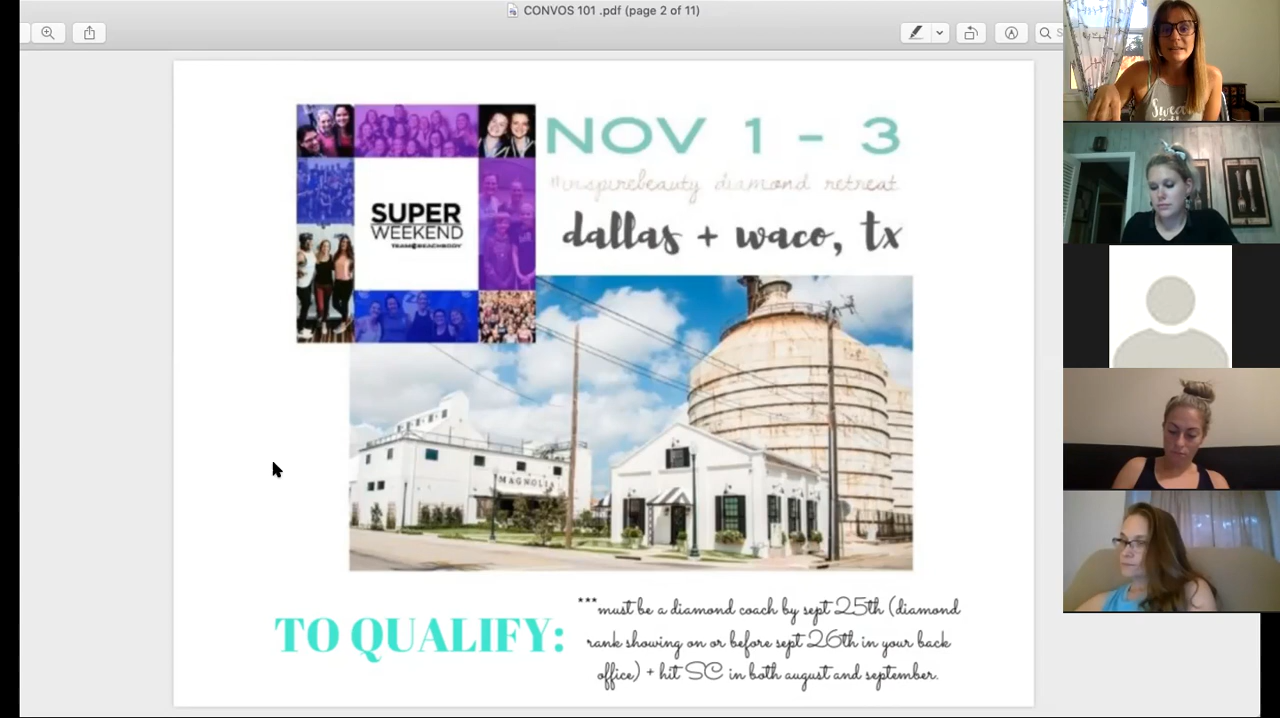 CONVOS 101 .pdf (page 2 of 11)
NOV 1 - 3
#inspirebeauty diamond retreat
dallas + waco, tx
SUPER
WEEKEND
TEAM BEACHBODY
MAGNOLIA
TO QUALIFY:
***must be a diamond coach by sept 25th (diamond
rank showing on or before sept 26th in your back
office) + hit SC in both august and september.